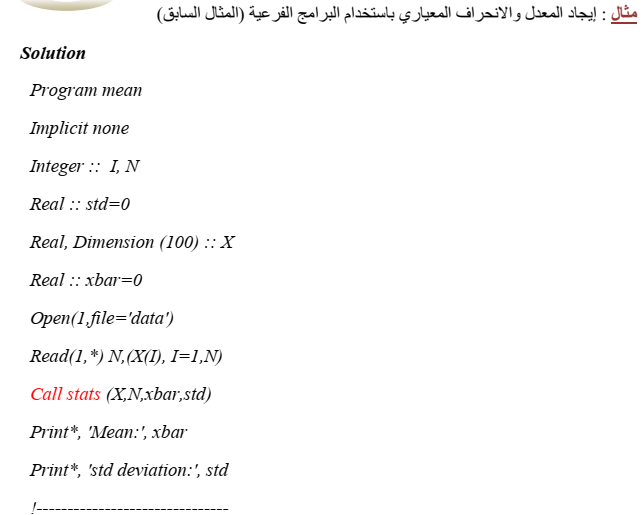 مثال : إيجاد المعدل والانحراف المعياري باستخدام البرامج الفرعية (المثال السابق)
Solution
Program mean
Implicit none
Integer :: I, N
Real :: std=0
Real, Dimension (100) :: X
Real :: xbar=0
Open(1,file='data')
Read(1,*) N,(X(I), I=1,N)
Call stats (X,N,xbar,std)
Print*, 'Mean:', xbar
Print*, 'std deviation:', std
!-------------------------------